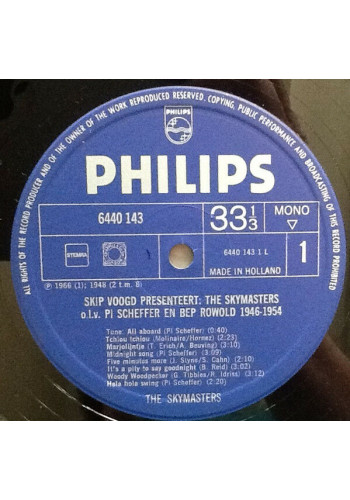 ALL RIGHTS OF THE RECORD PRODUCER AND OF THE OWNER OF THE WORK REPRODUCED RESERVED. COPYING, PUBLIC PERFORMANCE AND BROADCASTING OF THIS RECORD PROHIBITED
PHILIPS
PHILIPS
6440 143
33 1/3
MONO
▽
STEMRA
6440 143 1 L
MADE IN HOLLAND
1
Ⓟ 1966 (1); 1948 (2 t.m. 8)
SKIP VOOGD PRESENTEERT: THE SKYMASTERS
o.l.v. PI SCHEFFER EN BEP ROWOLD 1946-1954
Tune: All aboard (Pi Scheffer) (0:40)
Tchiou tchiou (Molinaire/Hornez) (2:23)
Marjolijntje (T. Erich/A. Beuving) (3:10)
Midnight song (Pi Scheffer) (3:09)
Five minutes more (J. Styne/S. Cahn) (2:10)
It's a pity to say goodnight (B. Reid) (3:02)
Woody Woodpecker (G. Tibbles/R. Idriss) (3:12)
Hela hola swing (Pi Scheffer) (2:20)
THE SKYMASTERS